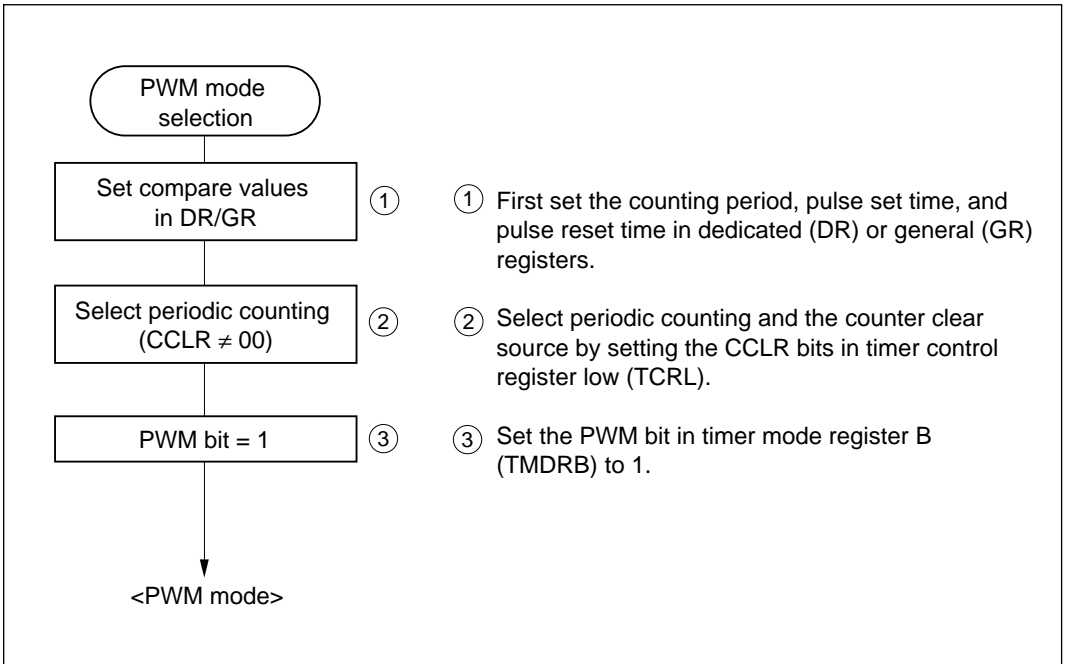 PWM mode
selection
Set compare values
in DR/GR
①
① First set the counting period, pulse set time, and
pulse reset time in dedicated (DR) or general (GR)
registers.
Select periodic counting
(CCLR ≠ 00)
②
② Select periodic counting and the counter clear
source by setting the CCLR bits in timer control
register low (TCRL).
PWM bit = 1
③
③ Set the PWM bit in timer mode register B
(TMDRB) to 1.
<PWM mode>